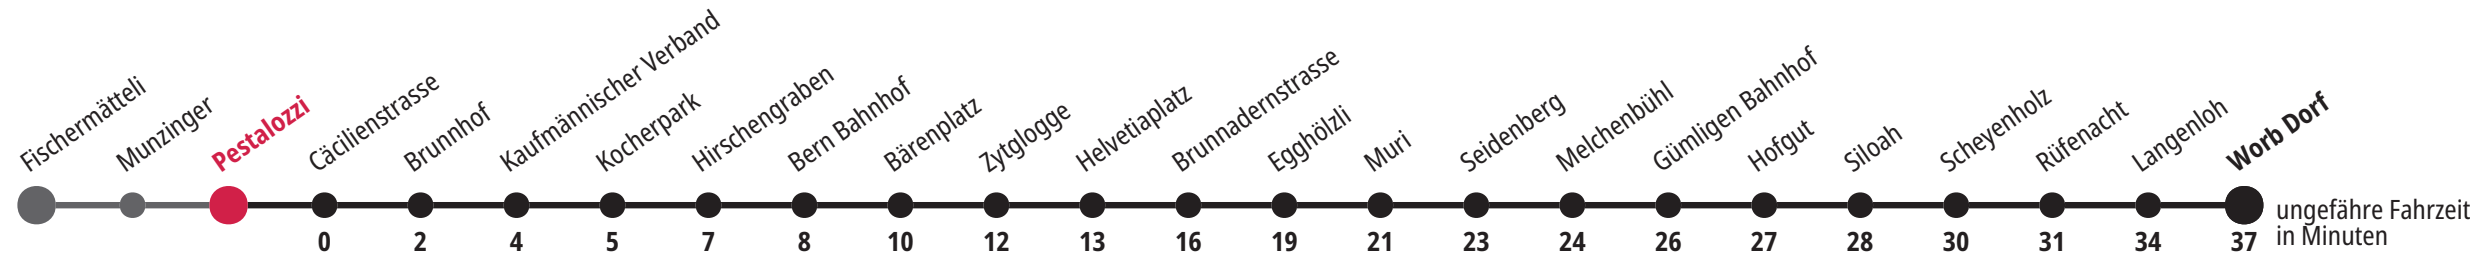 Fischermätteli
Munzinger
Pestalozzi
Cäcilienstrasse
Brunnhof
Kaufmännischer Verband
Kocherpark
Hirschengraben
Bern Bahnhof
Bärenplatz
Zytglogge
Helvetiaplatz
Brunnadernstrasse
Egghölzli
Muri
Seidenberg
Melchenbühl
Gümligen Bahnhof
Hofgut
Siloah
Scheyenholz
Rüfenacht
Langenloh
Worb Dorf
0 2 4 5 7 8 10 12 13 16 19 21 23 24 26 27 28 30 31 34 37
ungefähre Fahrzeit
in Minuten